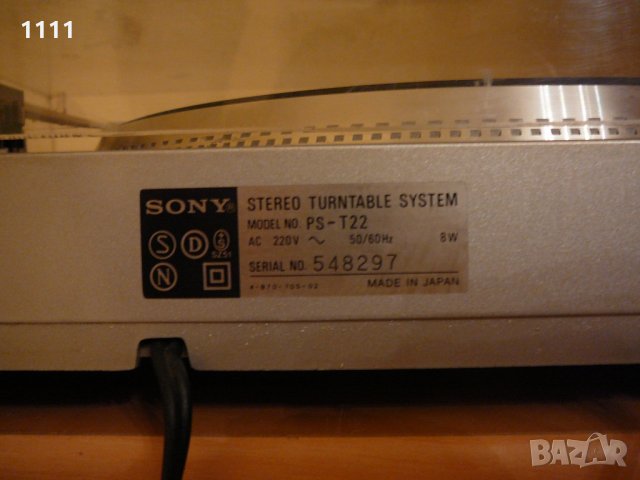 1111
SONY®
STEREO TURNTABLE SYSTEM
MODEL NO. PS-T22
AC 220V ~ 50/60Hz 8W
SERIAL NO. 548297
MADE IN JAPAN
S D
N
BAZAR